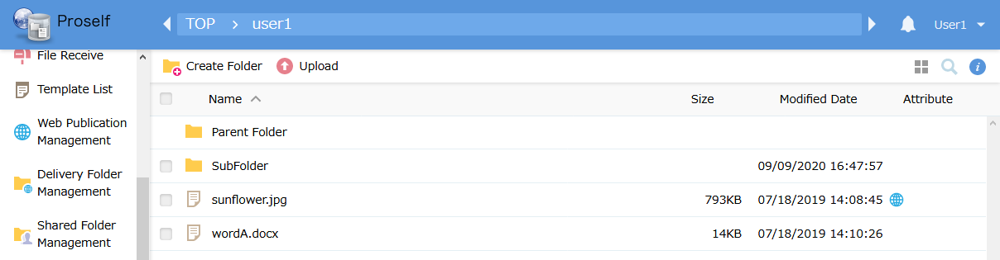 Proself
TOP > user1
User1
File Receive
Template List
Web Publication
Management
Delivery Folder
Management
Shared Folder
Management
Create Folder Upload
i
Name Size Modified Date Attribute
Parent Folder
SubFolder 09/09/2020 16:47:57
sunflower.jpg 793KB 07/18/2019 14:08:45
wordA.docx 14KB 07/18/2019 14:10:26